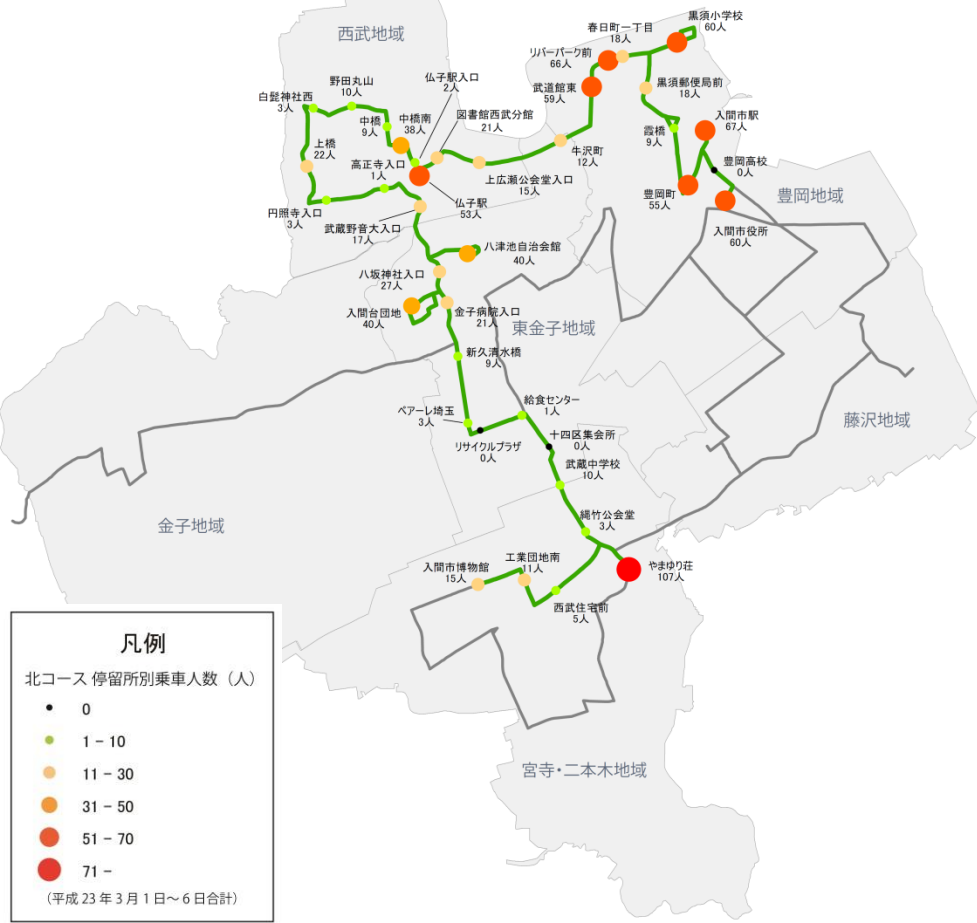 黒須小学校
60人
春日町一丁目
18人
西武地域
リバーパーク前
66人
仏子駅入口
2人
野田丸山
10人
武道館東
59人
黒須郵便局前
18人
白髭神社西
3人
中橋
9人
中橋南
38人
図書館西武分館
21人
入間市駅
67人
霞橋
9人
上橋
22人
牛沢町
12人
高正寺入口
1人
上広瀬公会堂入口
15人
豊岡高校
0人
豊岡町
55人
豊岡地域
仏子駅
53人
円照寺入口
3人
武蔵野音大入口
17人
入間市役所
60人
八津池自治会館
40人
八坂神社入口
27人
入間台団地
40人
金子病院入口
21人
東金子地域
新久清水橋
9人
給食センター
1人
ペアーレ埼玉
3人
藤沢地域
リサイクルプラザ
0人
十四区集会所
0人
武蔵中学校
10人
金子地域
縄竹公会堂
3人
工業団地南
11人
入間市博物館
15人
やまゆり荘
107人
西武住宅前
5人
凡例
北コース 停留所別乗車人数（人）
0
1 – 10
11 – 30
31 – 50
51 – 70
71 –
（平成 23 年 3 月 1 日～ 6 日合計）
宮寺・二本木地域